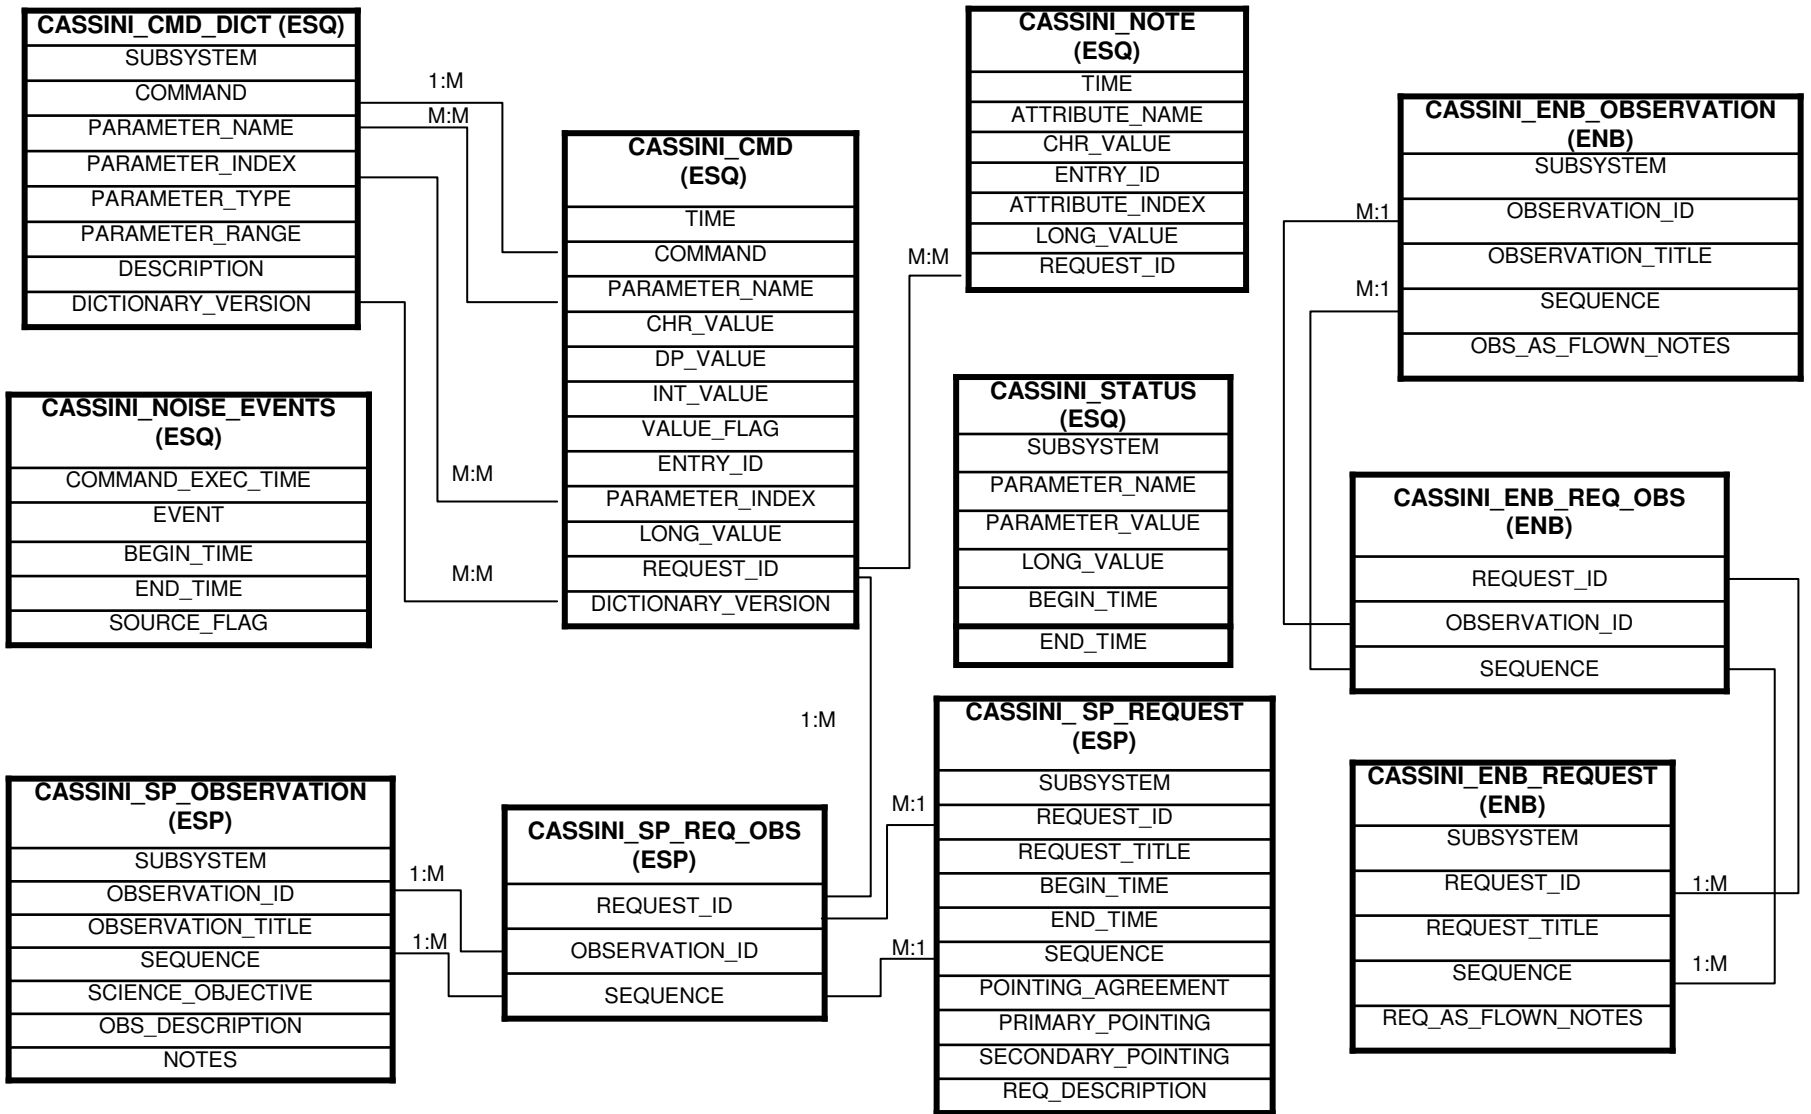 CASSINI_CMD_DICT (ESQ)
SUBSYSTEM
COMMAND
PARAMETER_NAME
PARAMETER_INDEX
PARAMETER_TYPE
PARAMETER_RANGE
DESCRIPTION
DICTIONARY_VERSION
1:M
M:M
M:M
M:M
CASSINI_CMD
(ESQ)
TIME
COMMAND
PARAMETER_NAME
CHR_VALUE
DP_VALUE
INT_VALUE
VALUE_FLAG
ENTRY_ID
PARAMETER_INDEX
LONG_VALUE
REQUEST_ID
DICTIONARY_VERSION
M:M
CASSINI_NOTE
(ESQ)
TIME
ATTRIBUTE_NAME
CHR_VALUE
ENTRY_ID
ATTRIBUTE_INDEX
LONG_VALUE
REQUEST_ID
CASSINI_ENB_OBSERVATION
(ENB)
SUBSYSTEM
OBSERVATION_ID
OBSERVATION_TITLE
SEQUENCE
OBS_AS_FLOWN_NOTES
M:1
M:1
CASSINI_NOISE_EVENTS
(ESQ)
COMMAND_EXEC_TIME
EVENT
BEGIN_TIME
END_TIME
SOURCE_FLAG
CASSINI_STATUS
(ESQ)
SUBSYSTEM
PARAMETER_NAME
PARAMETER_VALUE
LONG_VALUE
BEGIN_TIME
END_TIME
CASSINI_ENB_REQ_OBS
(ENB)
REQUEST_ID
OBSERVATION_ID
SEQUENCE
1:M
CASSINI_SP_OBSERVATION
(ESP)
SUBSYSTEM
OBSERVATION_ID
OBSERVATION_TITLE
SEQUENCE
SCIENCE_OBJECTIVE
OBS_DESCRIPTION
NOTES
1:M
1:M
CASSINI_SP_REQ_OBS
(ESP)
REQUEST_ID
OBSERVATION_ID
SEQUENCE
M:1
M:1
CASSINI_ SP_REQUEST
(ESP)
SUBSYSTEM
REQUEST_ID
REQUEST_TITLE
BEGIN_TIME
END_TIME
SEQUENCE
POINTING_AGREEMENT
PRIMARY_POINTING
SECONDARY_POINTING
REQ_DESCRIPTION
CASSINI_ENB_REQUEST
(ENB)
SUBSYSTEM
REQUEST_ID
REQUEST_TITLE
SEQUENCE
REQ_AS_FLOWN_NOTES
1:M
1:M